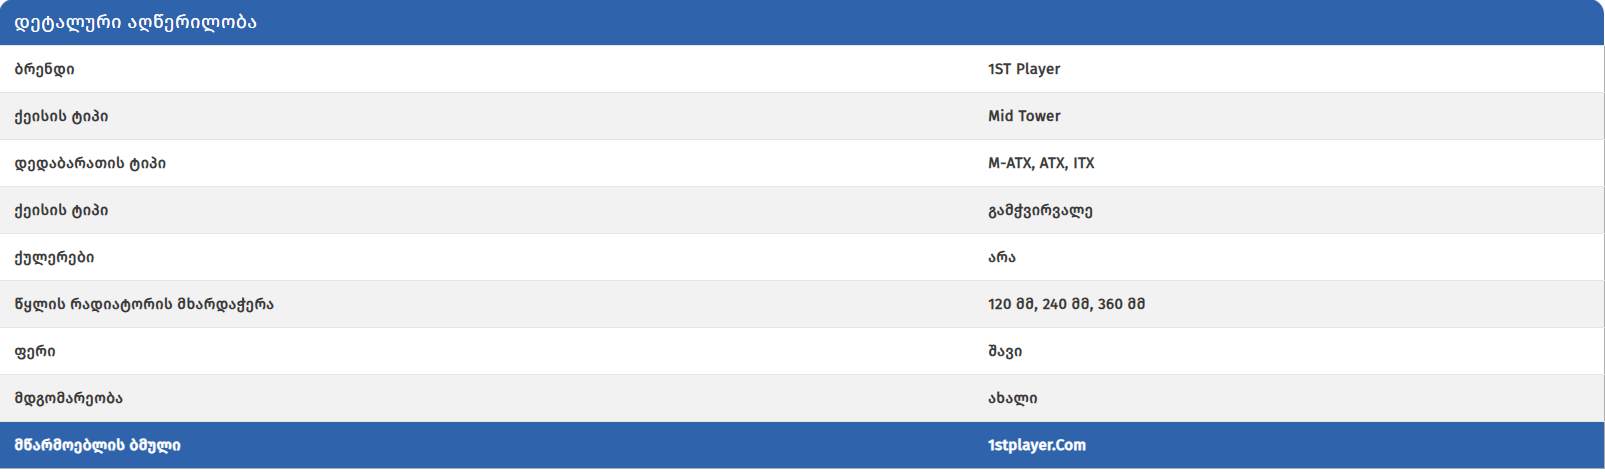 დეტალური აღწერილობა
ბრენდი 1ST Player
ქეისის ტიპი Mid Tower
დედაბარათის ტიპი M-ATX, ATX, ITX
ქეისის ტიპი გამჭვირვალე
ქულერები არა
წყლის რადიატორის მხარდაჭერა 120 მმ, 240 მმ, 360 მმ
ფერი შავი
მდგომარეობა ახალი
მწარმოებლის ბმული 1stplayer.Com